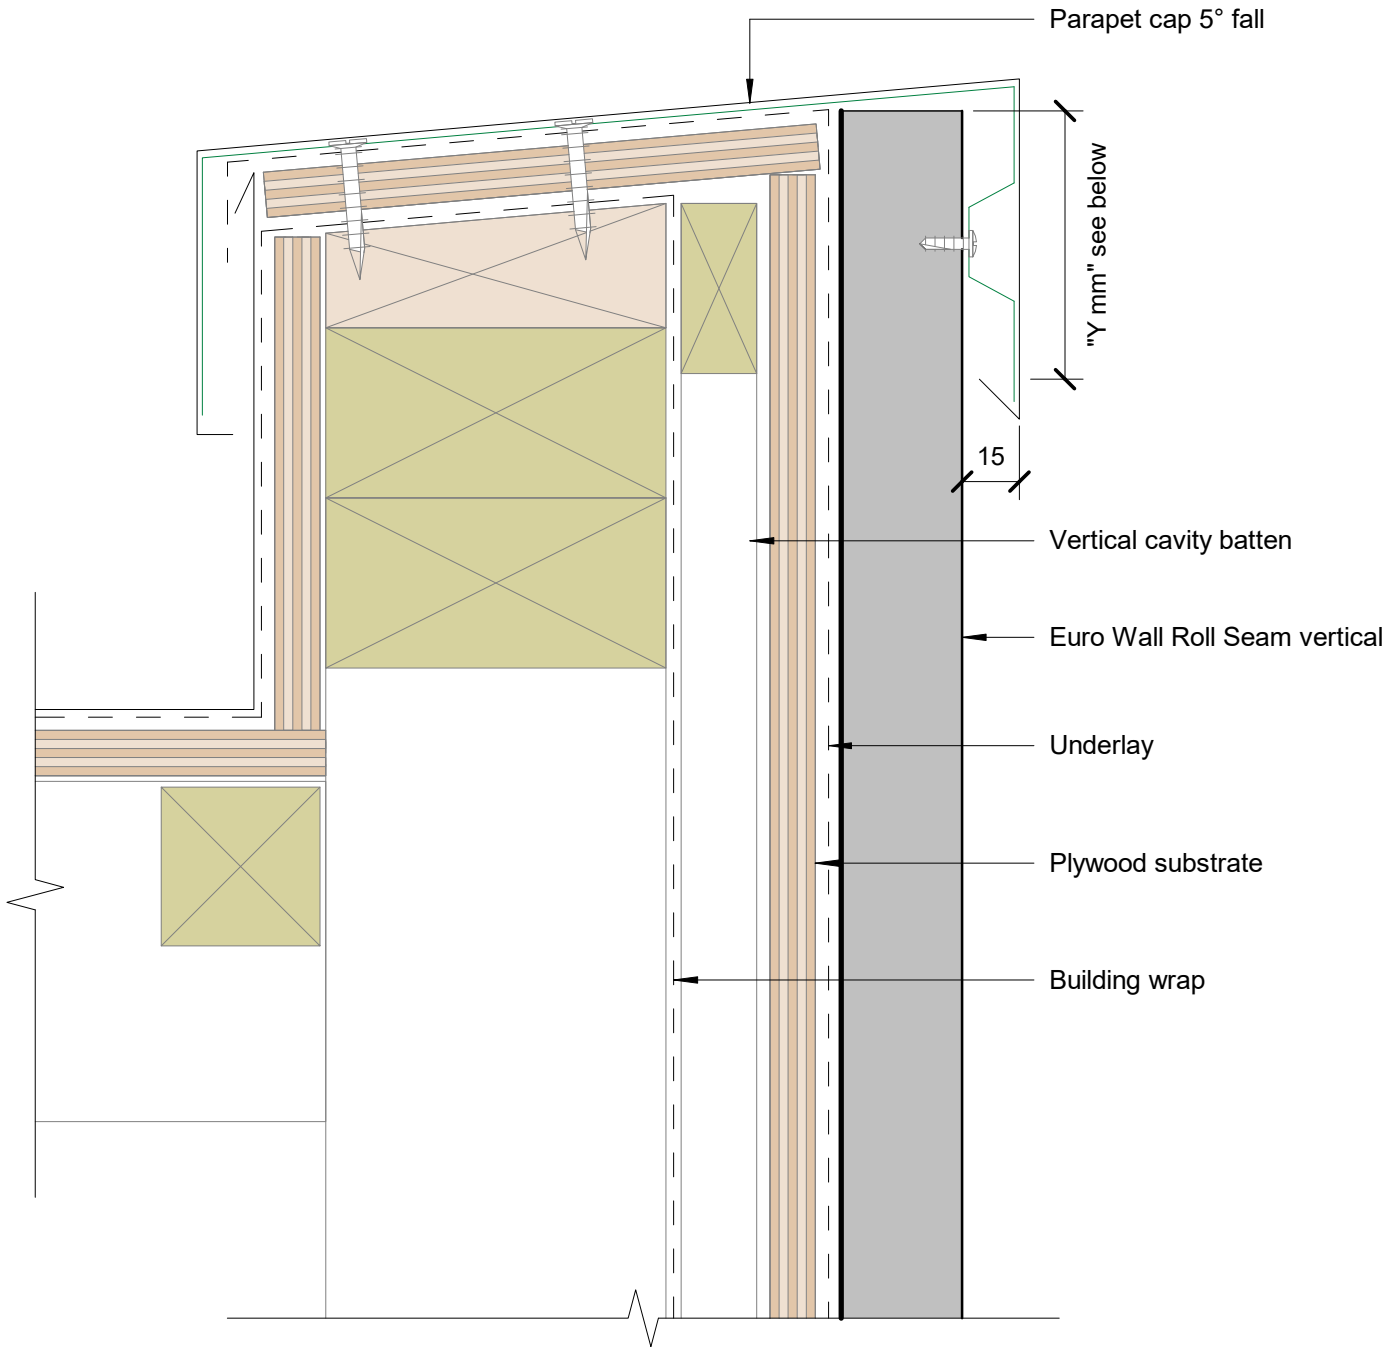 Parapet cap 5° fall
"Y mm" see below
15
Vertical cavity batten
Euro Wall Roll Seam vertical
Underlay
Plywood substrate
Building wrap